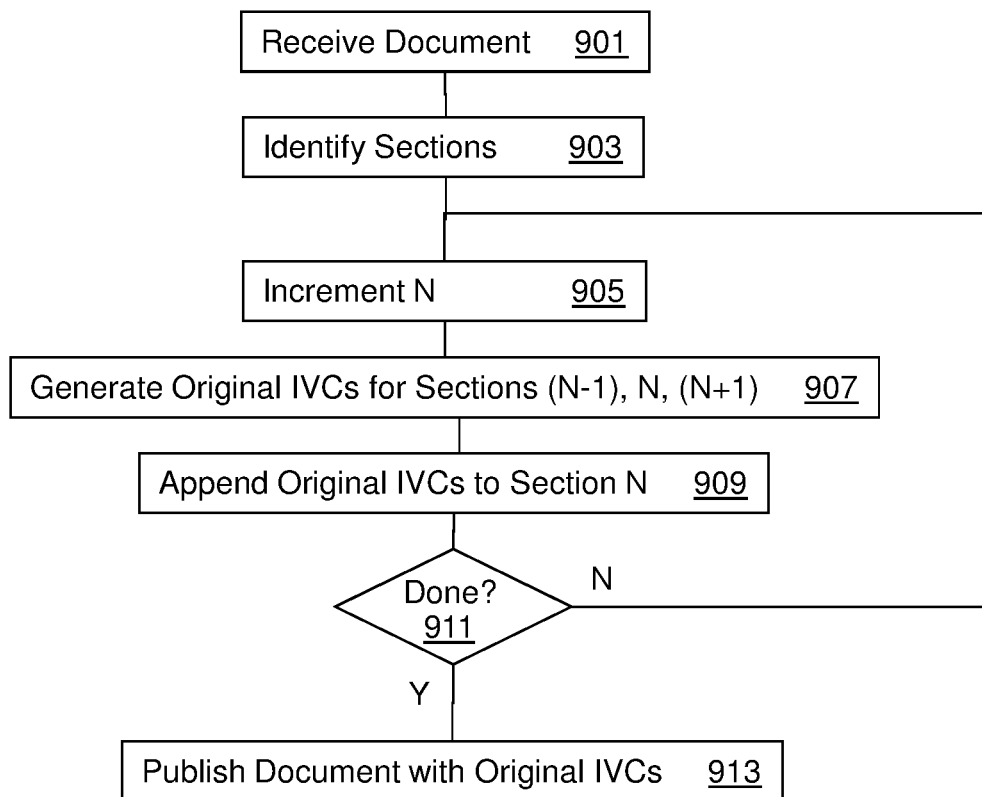 Receive Document 901
Identify Sections 903
Increment N 905
Generate Original IVCs for Sections (N-1), N, (N+1) 907
Append Original IVCs to Section N 909
Done?
911
N
Y
Publish Document with Original IVCs 913